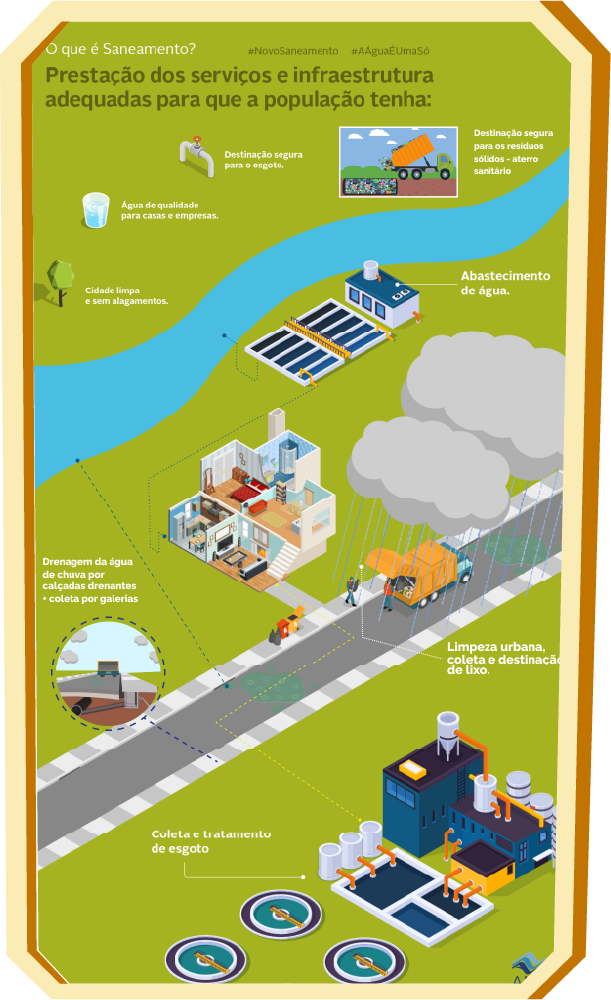 O que é Saneamento?
#NovoSaneamento #AÁguaÉUmaSó
Prestação dos serviços e infraestrutura
adequadas para que a população tenha:
Destinação segura
para o esgoto.
Destinação segura
para os resíduos
sólidos - aterro
sanitário
Água de qualidade
para casas e empresas.
Cidade limpa
e sem alagamentos.
Abastecimento
de água.
Drenagem da água
de chuva por
calçadas drenantes
+ coleta por galerias
Limpeza urbana,
coleta e destinação
de lixo.
Coleta e tratamento
de esgoto